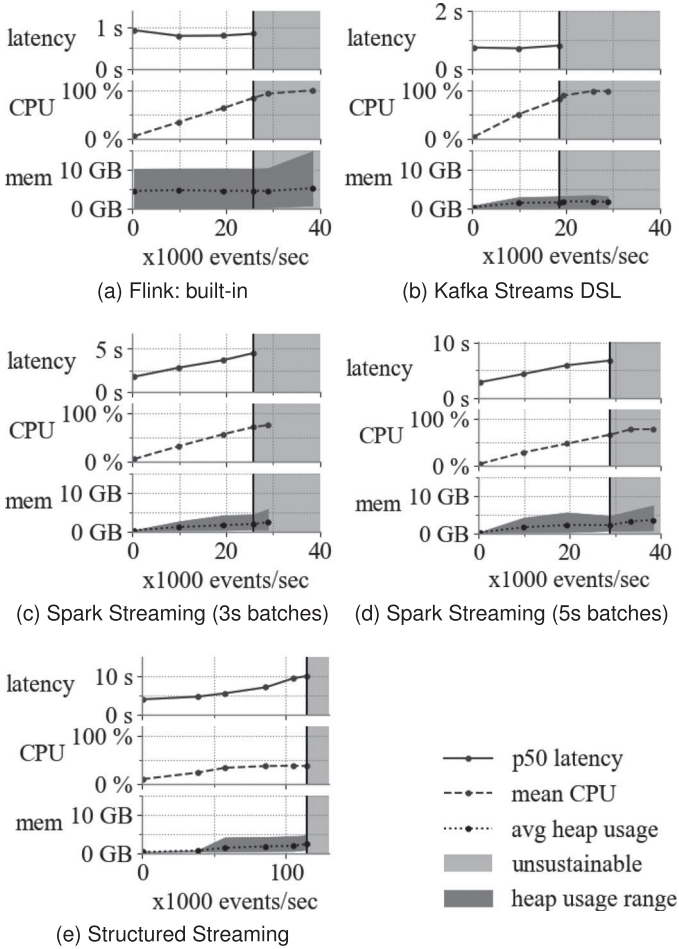 latency 1 s
0 s
CPU 100 %
0 %
mem 10 GB
0 GB
0 20 40
x1000 events/sec
(a) Flink: built-in
latency 2 s
0 s
CPU 100 %
0 %
mem 10 GB
0 GB
0 20 40
x1000 events/sec
(b) Kafka Streams DSL
latency 5 s
0 s
CPU 100 %
0 %
mem 10 GB
0 GB
0 20 40
x1000 events/sec
(c) Spark Streaming (3s batches)
latency 10 s
0 s
CPU 100 %
0 %
mem 10 GB
0 GB
0 20 40
x1000 events/sec
(d) Spark Streaming (5s batches)
latency 10 s
0 s
CPU 100 %
0 %
mem 10 GB
0 GB
0 100
x1000 events/sec
(e) Structured Streaming
p50 latency
mean CPU
avg heap usage
unsustainable
heap usage range